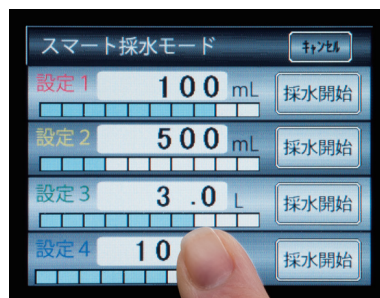 スマート採水モード キャンセル
設定1 100 mL 採水開始
設定2 500 mL 採水開始
設定3 3.0 L 採水開始
設定4 10 採水開始